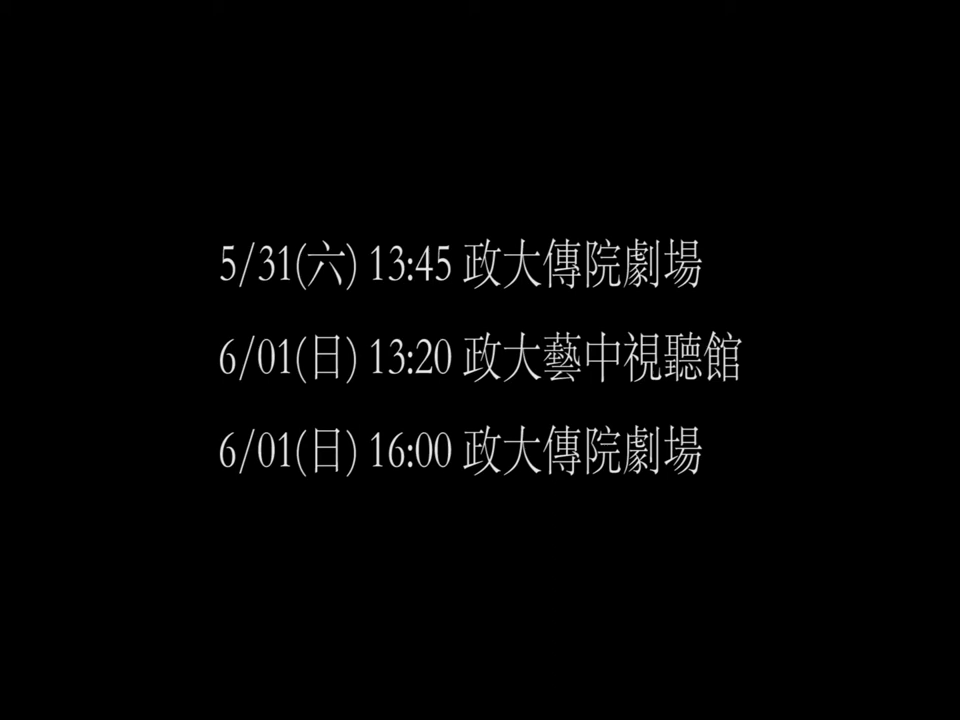 5/31(六) 13:45 政大傳院劇場
6/01(日) 13:20 政大藝中視聽館
6/01(日) 16:00 政大傳院劇場